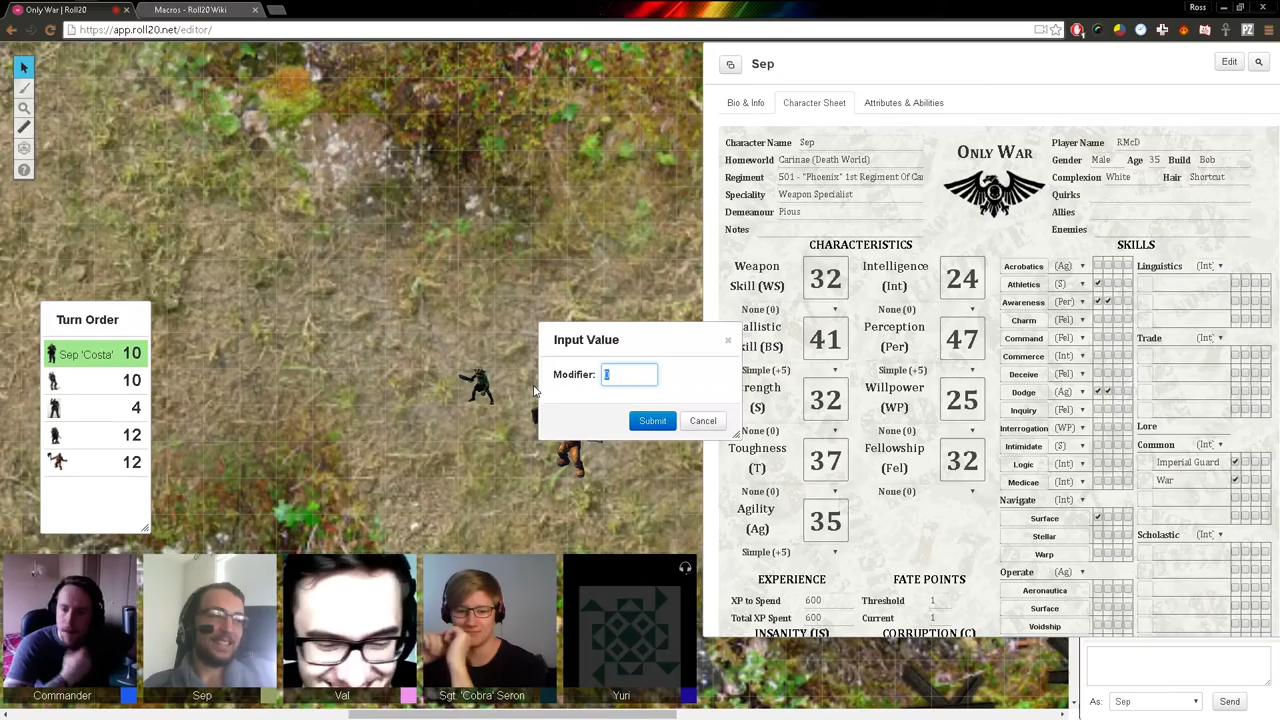 Only War | Roll20
Macros - Roll20 Wiki
Ross
https://app.roll20.net/editor/
Sep
Edit
Bio & Info
Character Sheet
Attributes & Abilities
Character Name Sep
Homeworld Carinae (Death World)
Regiment 501 - "Phoenix" 1st Regiment Of Ca
Speciality Weapon Specialist
Demeanour Pious
Notes
Only War
Player Name RMcD
Gender Male Age 35 Build Bob
Complexion White Hair Shortcut
Quirks
Allies
Enemies
CHARACTERISTICS
Weapon Skill (WS) 32 Intelligence (Int) 24
None (0) None (0)
allistic kill (BS) 41 Perception (Per) 47
Simple (+5) Simple (+5)
trength (S) 32 Willpower (WP) 25
None (0) None (0)
Toughness (T) 37 Fellowship (Fel) 32
None (0) None (0)
Agility (Ag) 35
Simple (+5)
EXPERIENCE
XP to Spend 600
Total XP Spent 600
INSANITY (IS)
FATE POINTS
Threshold 1
Current 1
CORRUPTION (C)
SKILLS
Acrobatics (Ag)
Athletics (S)
Awareness (Per)
Charm (Fel)
Command (Fel)
Commerce (Int)
Deceive (Fel)
Dodge (Ag)
Inquiry (Fel)
Interrogation (WP)
Intimidate (S)
Logic (Int)
Medicae (Int)
Navigate (Int)
Surface
Stellar
Warp
Operate (Ag)
Aeronautica
Surface
Voidship
Linguistics (Int)
Trade (Int)
Lore
Common (Int)
Imperial Guard
War
Scholastic (Int)
Turn Order
Sep 'Costa' 10
10
4
12
12
Input Value
×
Modifier: 0
Submit
Cancel
Commander
Sep
Val
Sgt. 'Cobra' Seron
Yuri
As: Sep
Send